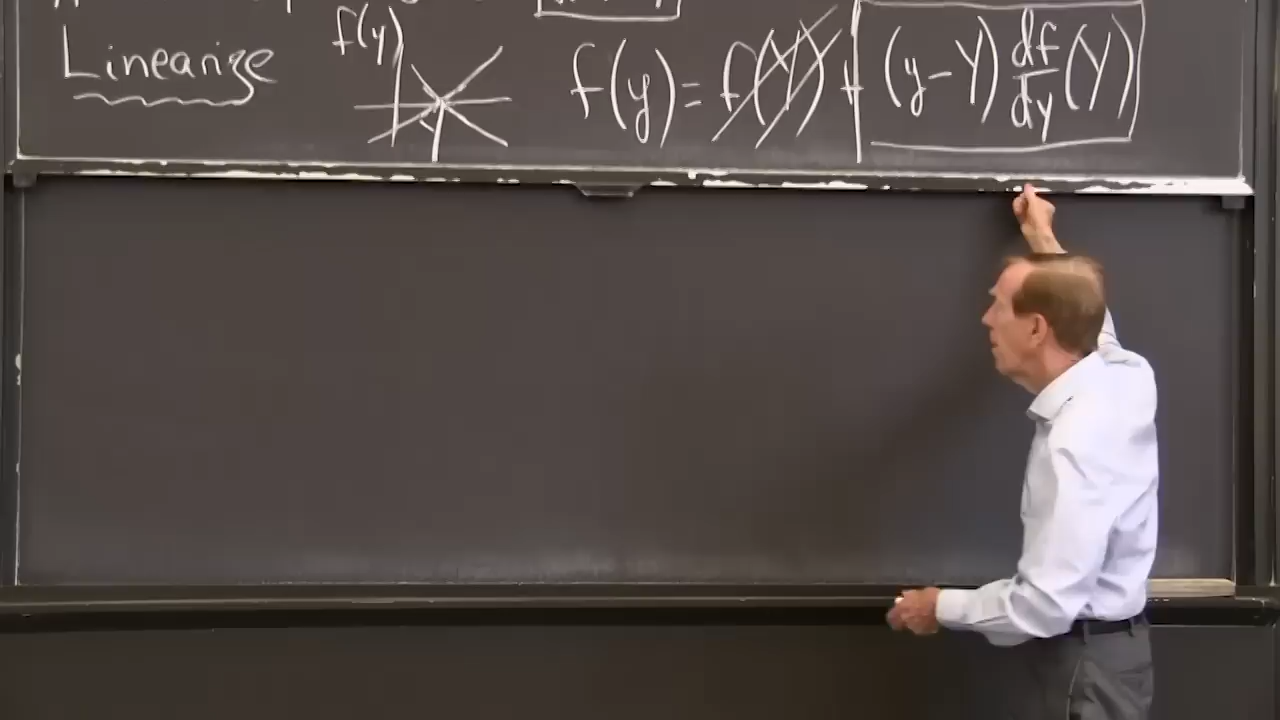 Linearize
f(y)
f(y) = f(Y) + (y-Y) df/dy (Y)